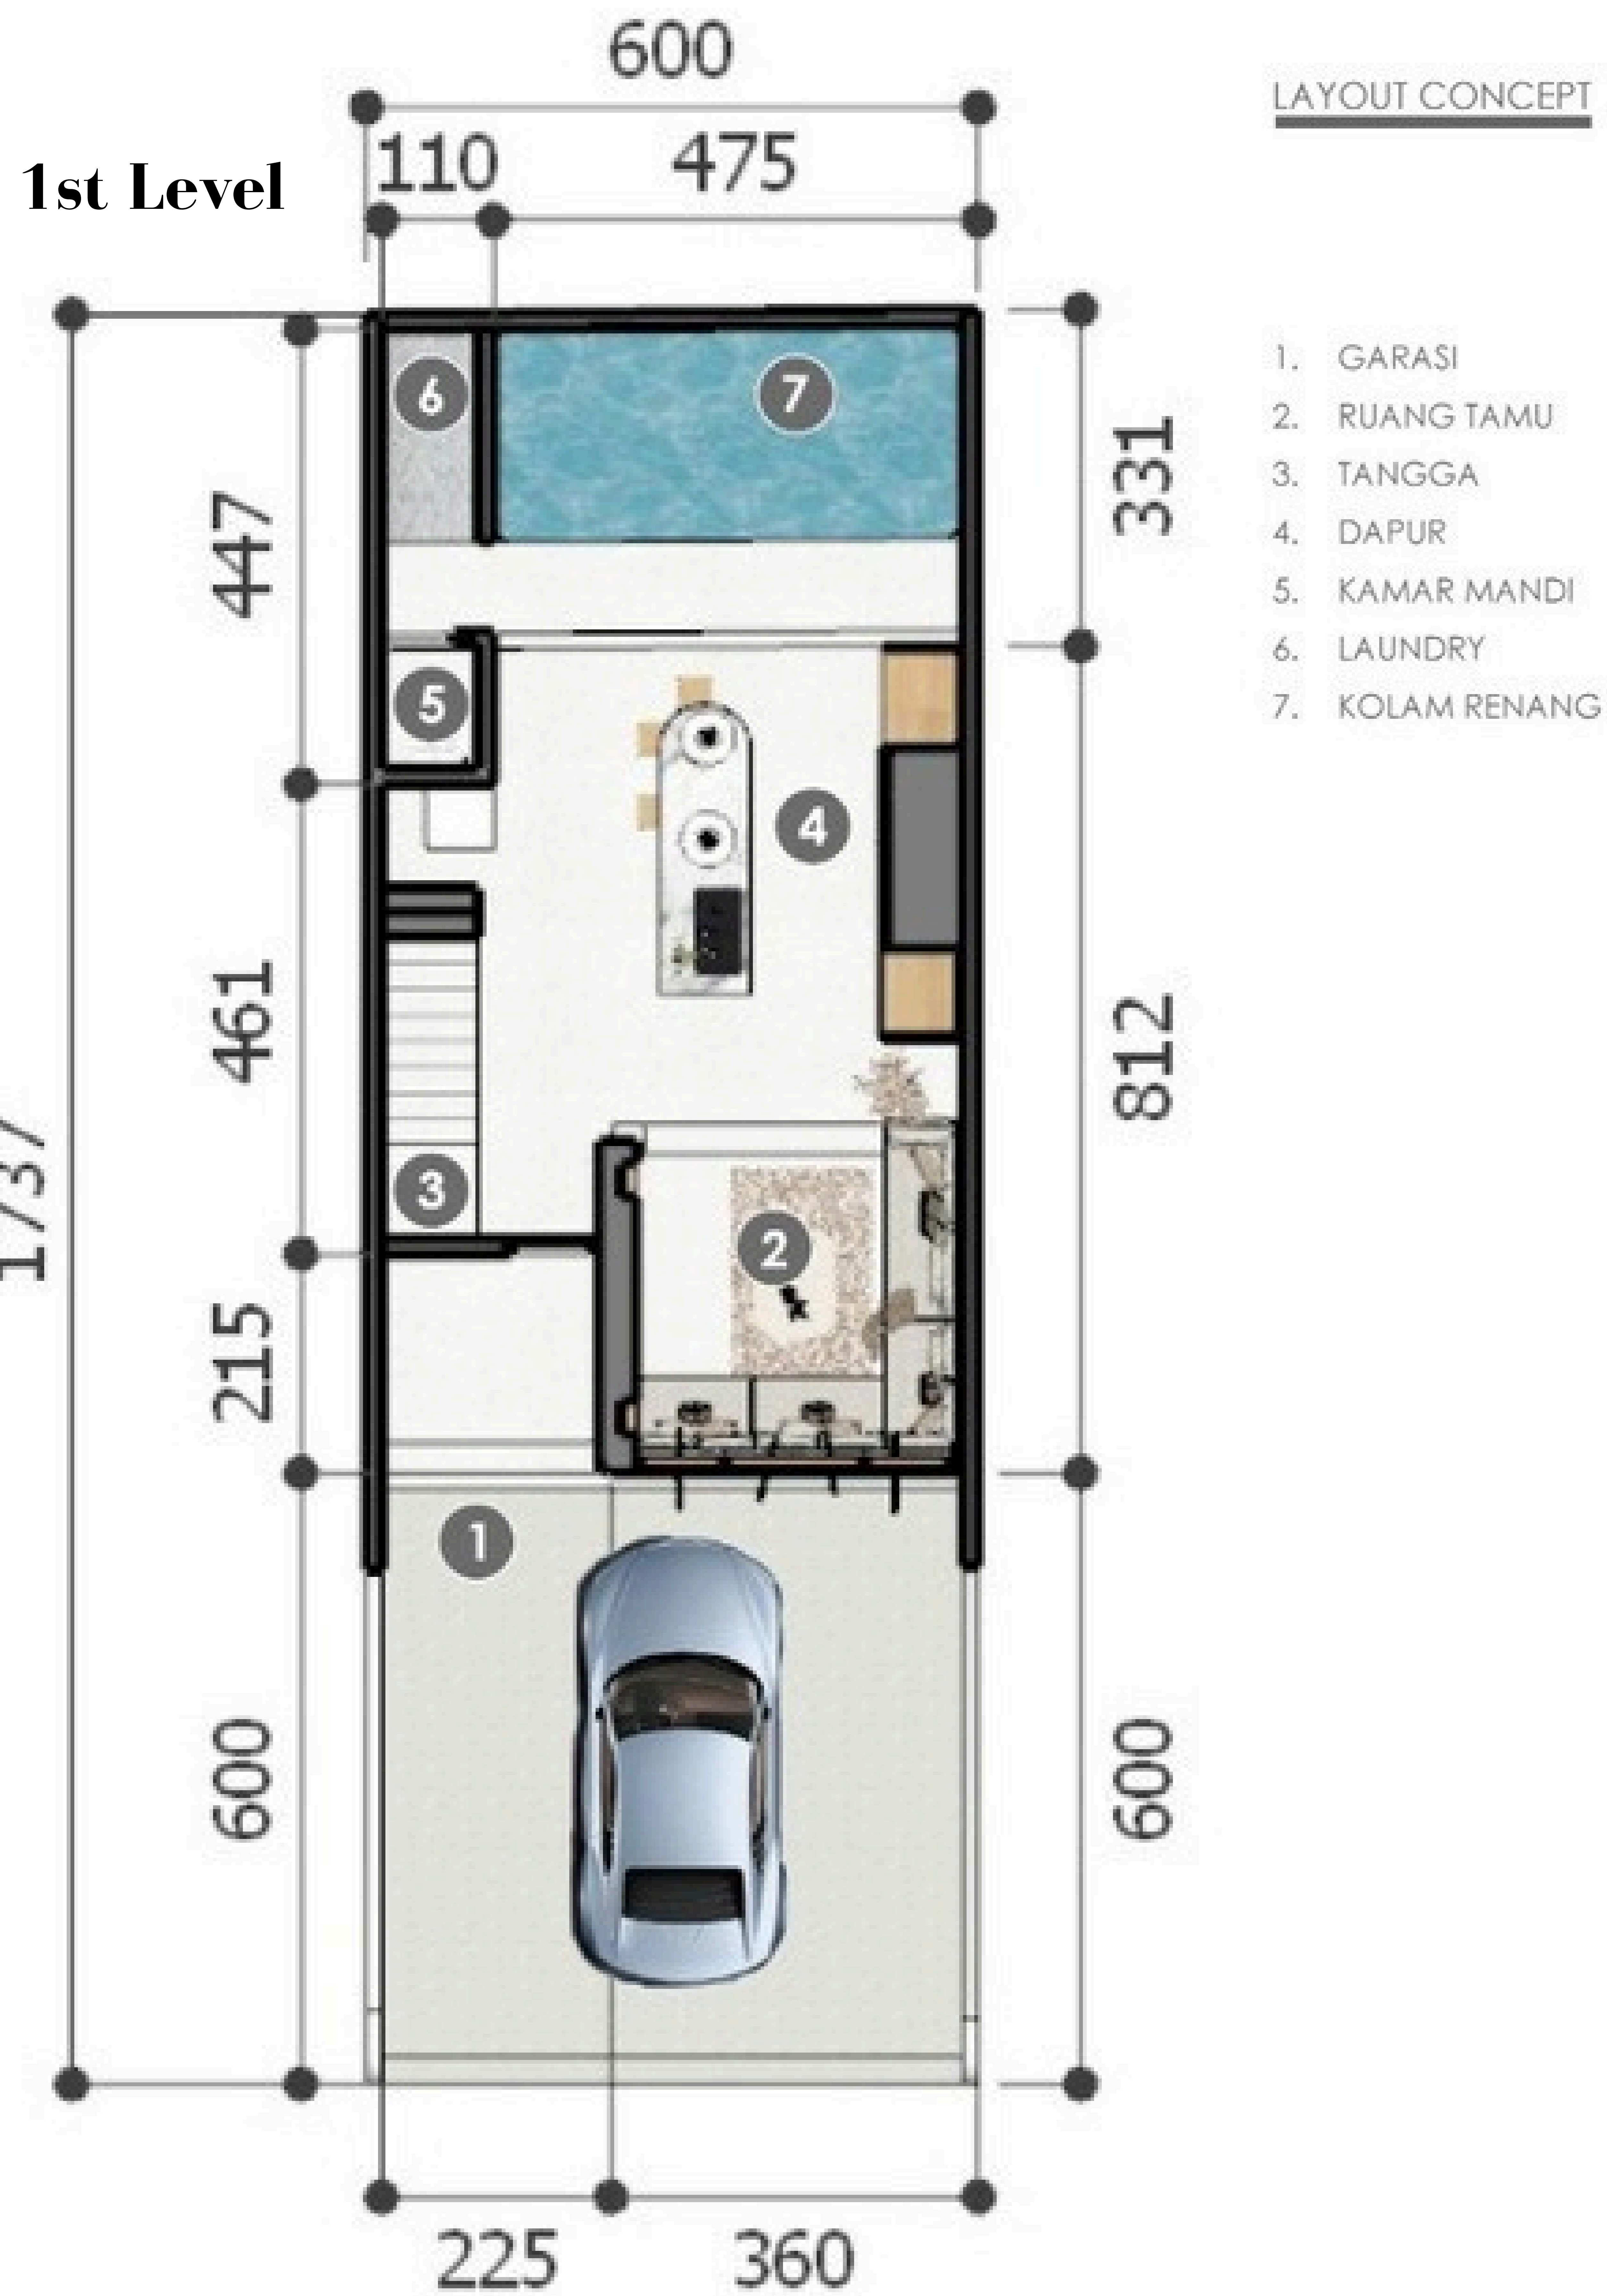 600
LAYOUT CONCEPT
110 475
1st Level
6
7
1. GARASI
2. RUANG TAMU
3. TANGGA
4. DAPUR
5. KAMAR MANDI
6. LAUNDRY
7. KOLAM RENANG
331
447
5
4
461
812
3
2
215
1
600
600
225 360